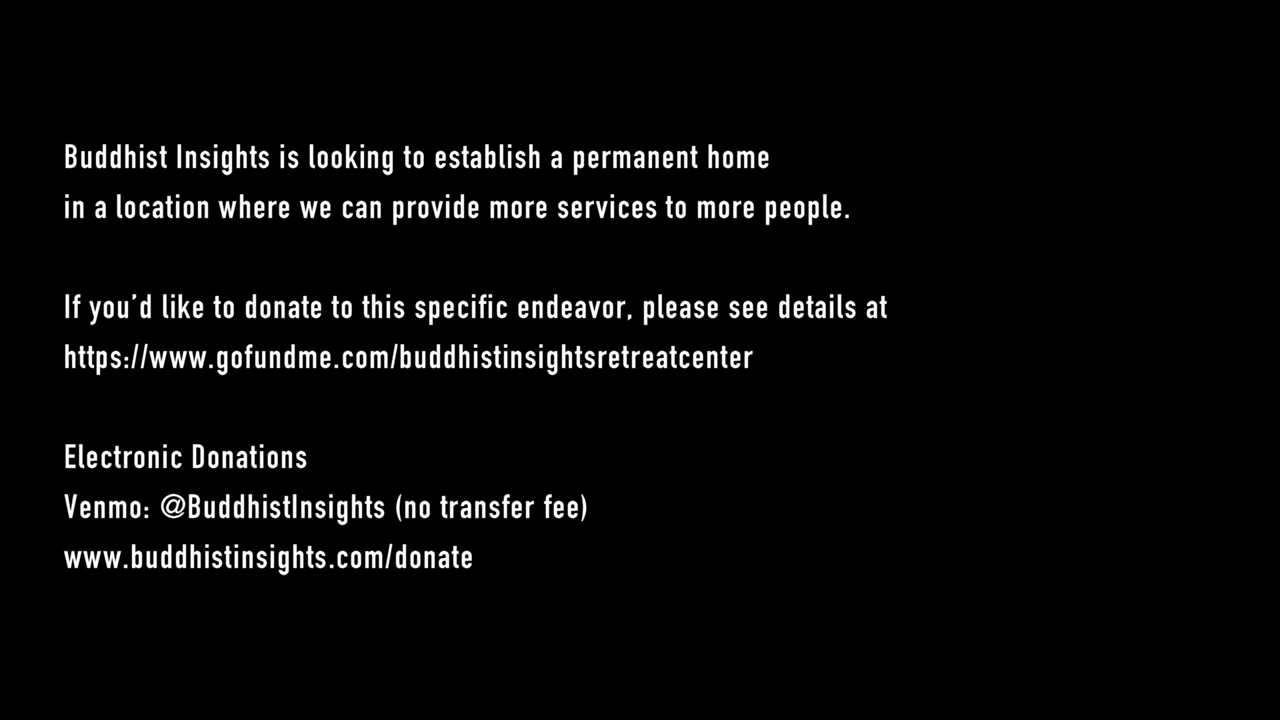 Buddhist Insights is looking to establish a permanent home
in a location where we can provide more services to more people.
If you’d like to donate to this specific endeavor, please see details at
https://www.gofundme.com/buddhistinsightsretreatcenter
Electronic Donations
Venmo: @BuddhistInsights (no transfer fee)
www.buddhistinsights.com/donate